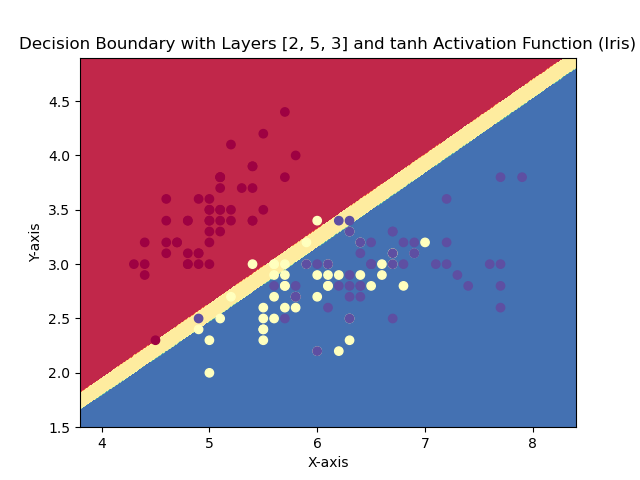 Decision Boundary with Layers [2, 5, 3] and tanh Activation Function (Iris)
Y-axis
4.5
4.0
3.5
3.0
2.5
2.0
1.5
4 5 6 7 8
X-axis